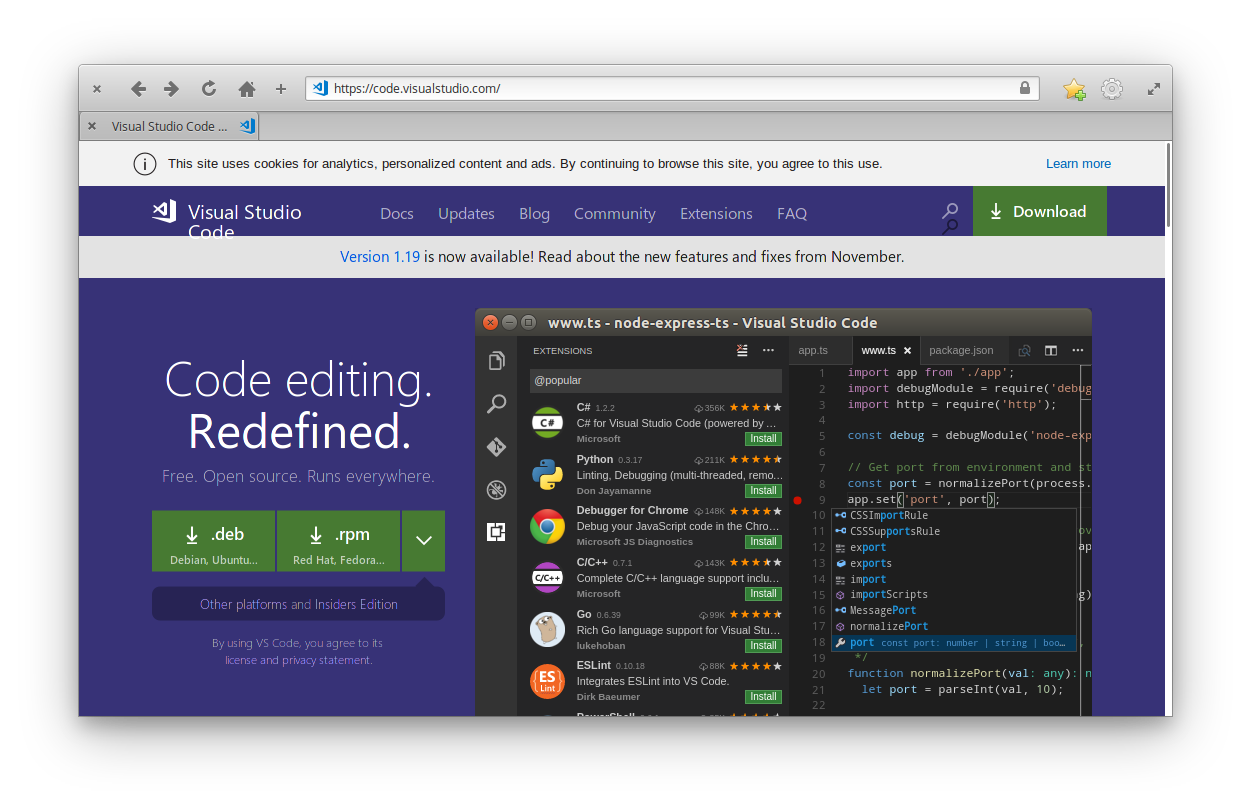 https://code.visualstudio.com/
Visual Studio Code ...
This site uses cookies for analytics, personalized content and ads. By continuing to browse this site, you agree to this use.
Learn more
Visual Studio
Code
Docs
Updates
Blog
Community
Extensions
FAQ
Download
Version 1.19 is now available! Read about the new features and fixes from November.
Code editing.
Redefined.
Free. Open source. Runs everywhere.
.deb
Debian, Ubuntu...
.rpm
Red Hat, Fedora...
Other platforms and Insiders Edition
By using VS Code, you agree to its
license and privacy statement.
www.ts - node-express-ts - Visual Studio Code
EXTENSIONS
@popular
C# 1.2.2 356K
C#
C# for Visual Studio Code (powered by ...
Microsoft
Install
Python 0.3.17 211K
Linting, Debugging (multi-threaded, remo...
Don Jayamanne
Install
Debugger for Chrome 148K
Debug your JavaScript code in the Chro...
Microsoft JS Diagnostics
Install
C/C++ 0.7.1 143K
C/C++
Complete C/C++ language support inclu...
Microsoft
Install
Go 0.6.39 99K
Rich Go language support for Visual Stu...
lukehoban
Install
ESLint 0.10.18 88K
ES
Lint
Integrates ESLint into VS Code.
Dirk Baeumer
Install
PowerShell
app.ts
www.ts
package.json
1 import app from './app';
2 import debugModule = require('debug
3 import http = require('http');
4
5 const debug = debugModule('node-exp
6
7 // Get port from environment and st
8 const port = normalizePort(process.
9 app.set('port', port);
10 CSSImportRule
11 CSSSupportsRule
12 export
13 exports
14 import
15 importScripts
16 MessagePort
17 normalizePort
18 port const port: number | string | boo...
19 */
20 function normalizePort(val: any): n
21 let port = parseInt(val, 10);
22